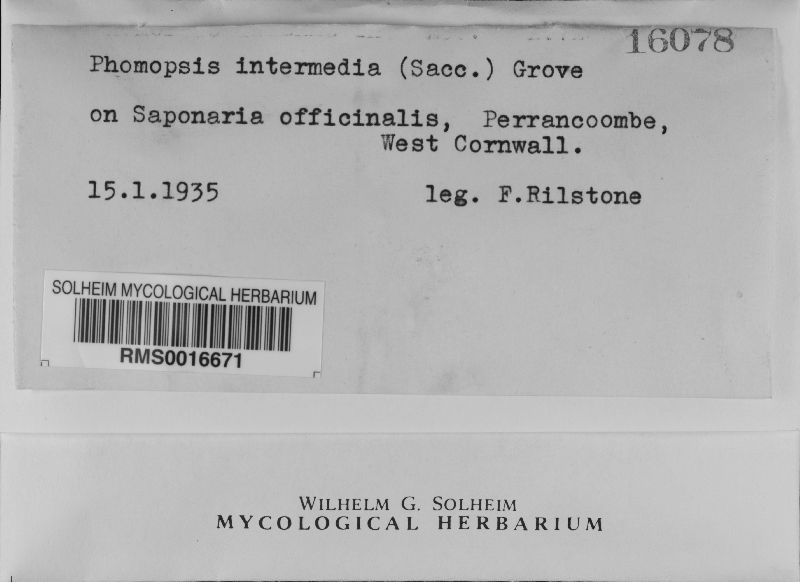 16078
Phomopsis intermedia (Sacc.) Grove
on Saponaria officinalis, Perrancoombe,
West Cornwall.
15.1.1935 leg. F.Rilstone
SOLHEIM MYCOLOGICAL HERBARIUM
RMS0016671
WILHELM G. SOLHEIM
MYCOLOGICAL HERBARIUM